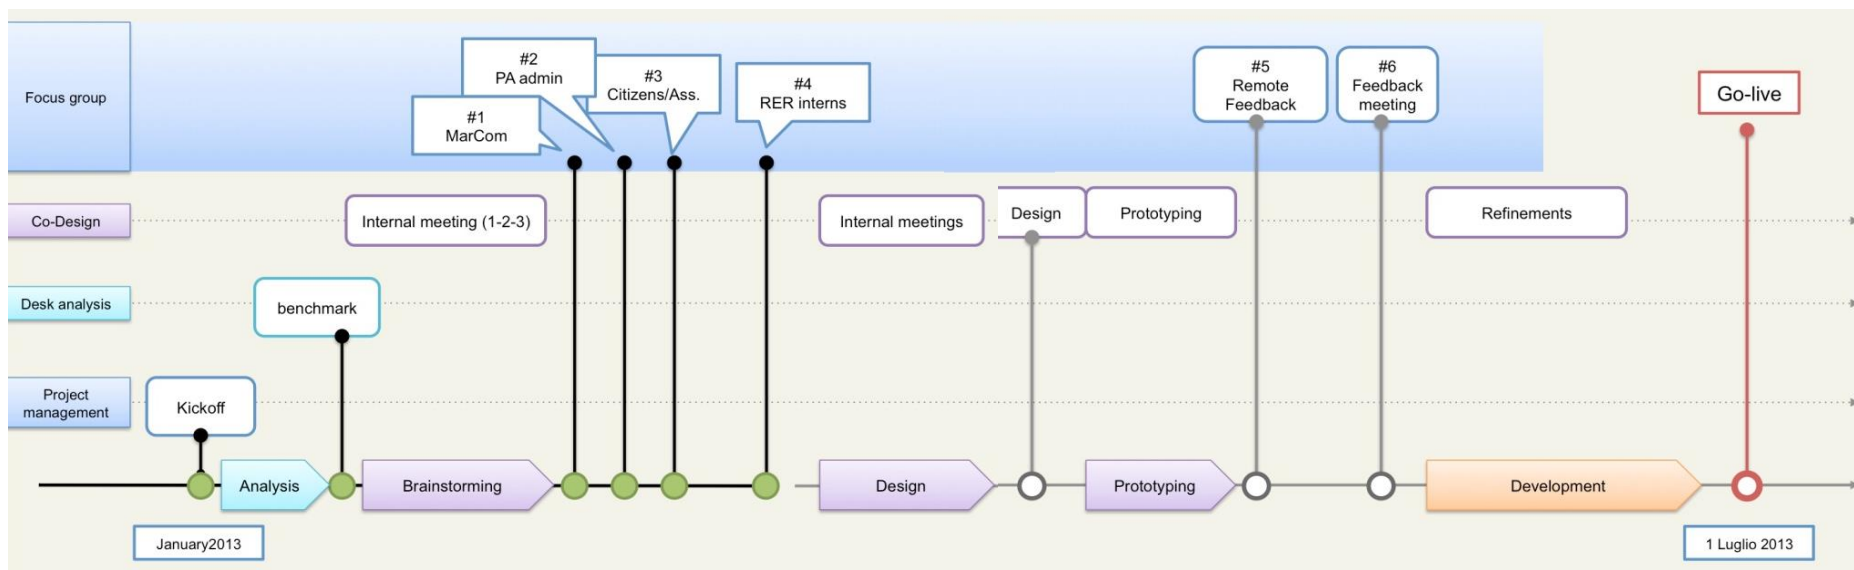 Focus group
#1
MarCom
#2
PA admin
#3
Citizens/Ass.
#4
RER interns
#5
Remote
Feedback
#6
Feedback
meeting
Go-live
Co-Design
Internal meeting (1-2-3)
Internal meetings
Design
Prototyping
Refinements
Desk analysis
benchmark
Project
management
Kickoff
Analysis
Brainstorming
Design
Prototyping
Development
January2013
1 Luglio 2013